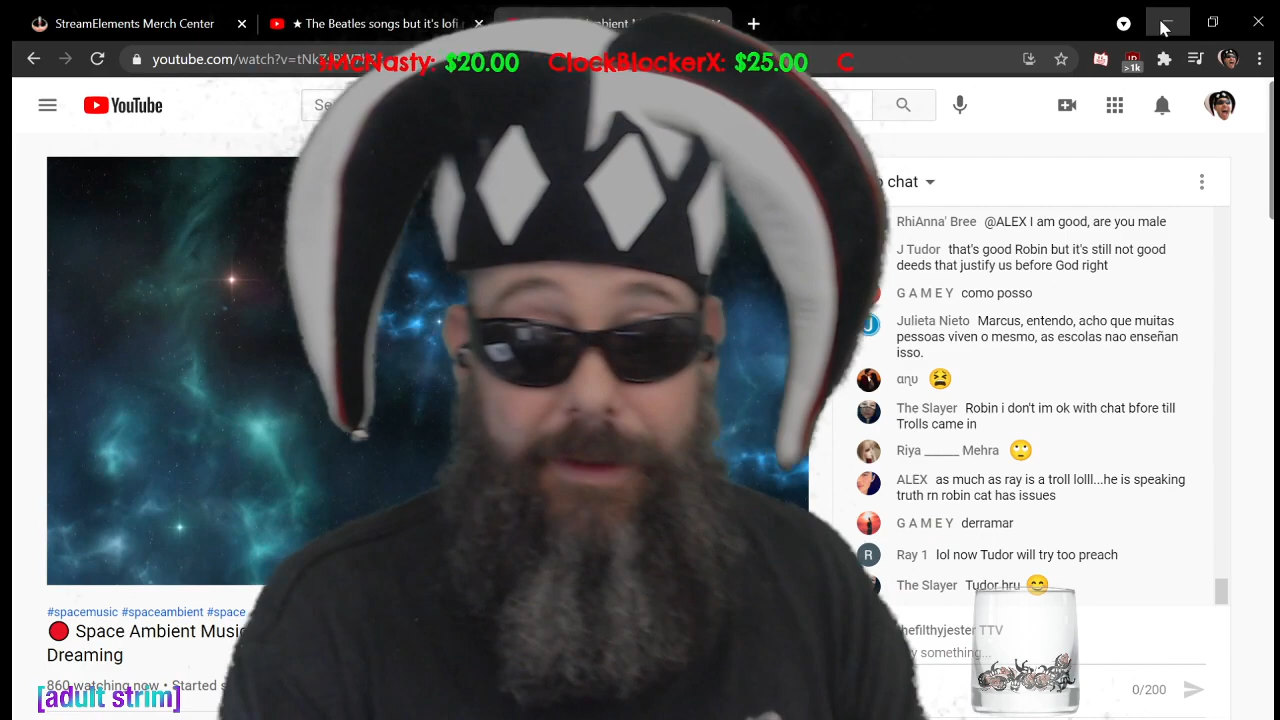 StreamElements Merch Center
★ The Beatles songs but it's lofi
youtube.com/watch?v=
McNasty: $20.00 ClockBlockerX: $25.00 C
YouTube
Se
chat
RhiAnna' Bree @ALEX I am good, are you male
J Tudor that's good Robin but it's still not good
deeds that justify us before God right
G A M E Y como posso
Julieta Nieto Marcus, entendo, acho que muitas
pessoas viven o mesmo, as escolas nao enseñan
isso.
αηυ 😫
The Slayer Robin i don't im ok with chat bfore till
Trolls came in
Riya ______ Mehra 🙄
ALEX as much as ray is a troll lolll...he is speaking
truth rn robin cat has issues
G A M E Y derramar
R Ray 1 lol now Tudor will try too preach
The Slayer Tudor hru 😊
hefilthyjester TTV
something...
0/200
#spacemusic #spaceambient #space
🔴 Space Ambient Music
Dreaming
860 watching now • Started
[adult strim]